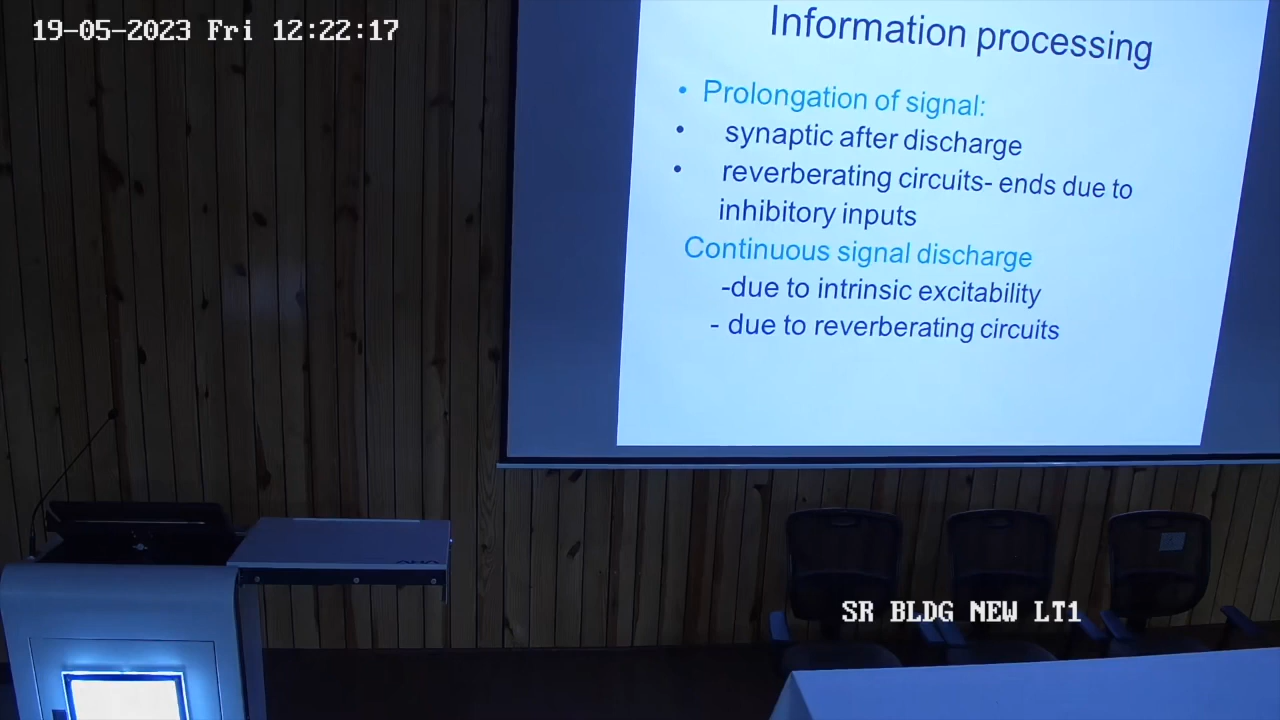 19-05-2023 Fri 12:22:17
Information processing
• Prolongation of signal:
• synaptic after discharge
• reverberating circuits- ends due to
inhibitory inputs
Continuous signal discharge
-due to intrinsic excitability
- due to reverberating circuits
SR BLDG NEW LT1